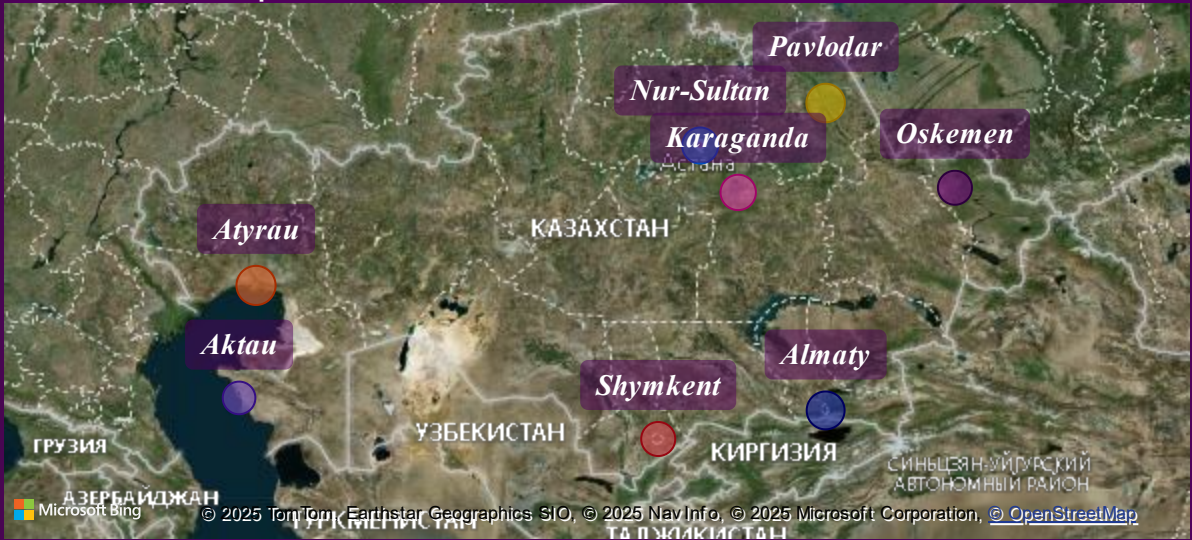 Pavlodar
Nur-Sultan
Karaganda
Oskemen
Астана
Atyrau
КАЗАХСТАН
Aktau
Almaty
Shymkent
ГРУЗИЯ
УЗБЕКИСТАН
КИРГИЗИЯ
СИНЬЦЗЯН-УЙГУРСКИЙ
АВТОНОМНЫЙ РАЙОН
АЗЕРБАЙДЖАН
Microsoft Bing
© 2025 TomTom, Earthstar Geographics SIO, © 2025 NavInfo, © 2025 Microsoft Corporation, © OpenStreetMap
ТУРКМЕНИСТАН
ТАДЖИКИСТАН